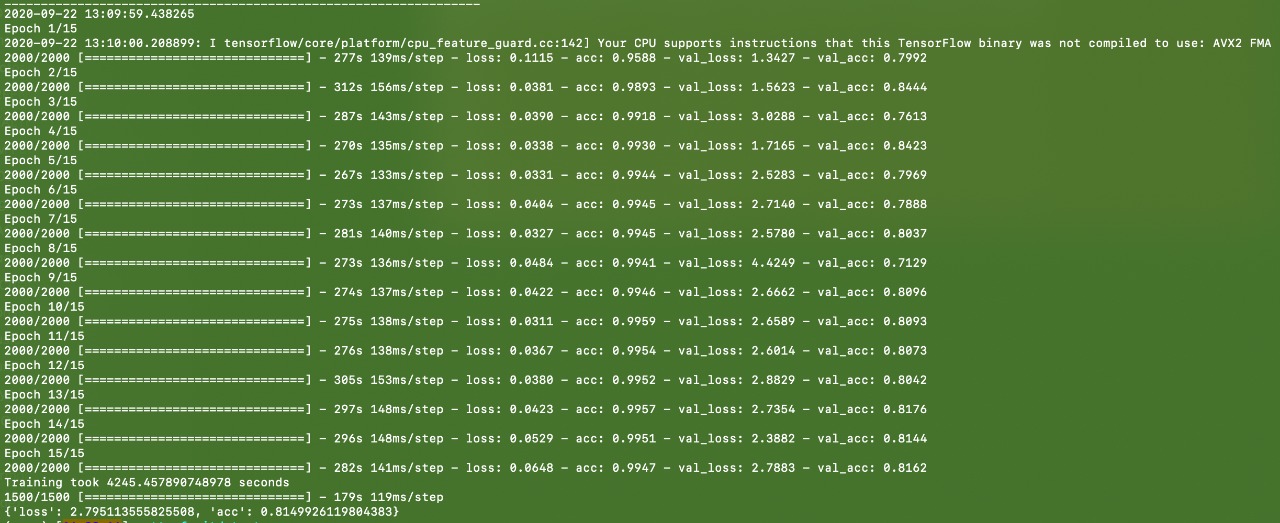 2020-09-22 13:09:59.438265
Epoch 1/15
2020-09-22 13:10:00.208899: I tensorflow/core/platform/cpu_feature_guard.cc:142] Your CPU supports instructions that this TensorFlow binary was not compiled to use: AVX2 FMA
2000/2000 [==============================] - 277s 139ms/step - loss: 0.1115 - acc: 0.9588 - val_loss: 1.3427 - val_acc: 0.7992
Epoch 2/15
2000/2000 [==============================] - 312s 156ms/step - loss: 0.0381 - acc: 0.9893 - val_loss: 1.5623 - val_acc: 0.8444
Epoch 3/15
2000/2000 [==============================] - 287s 143ms/step - loss: 0.0390 - acc: 0.9918 - val_loss: 3.0288 - val_acc: 0.7613
Epoch 4/15
2000/2000 [==============================] - 270s 135ms/step - loss: 0.0338 - acc: 0.9930 - val_loss: 1.7165 - val_acc: 0.8423
Epoch 5/15
2000/2000 [==============================] - 267s 133ms/step - loss: 0.0331 - acc: 0.9944 - val_loss: 2.5283 - val_acc: 0.7969
Epoch 6/15
2000/2000 [==============================] - 273s 137ms/step - loss: 0.0404 - acc: 0.9945 - val_loss: 2.7140 - val_acc: 0.7888
Epoch 7/15
2000/2000 [==============================] - 281s 140ms/step - loss: 0.0327 - acc: 0.9945 - val_loss: 2.5780 - val_acc: 0.8037
Epoch 8/15
2000/2000 [==============================] - 273s 136ms/step - loss: 0.0484 - acc: 0.9941 - val_loss: 4.4249 - val_acc: 0.7129
Epoch 9/15
2000/2000 [==============================] - 274s 137ms/step - loss: 0.0422 - acc: 0.9946 - val_loss: 2.6662 - val_acc: 0.8096
Epoch 10/15
2000/2000 [==============================] - 275s 138ms/step - loss: 0.0311 - acc: 0.9959 - val_loss: 2.6589 - val_acc: 0.8093
Epoch 11/15
2000/2000 [==============================] - 276s 138ms/step - loss: 0.0367 - acc: 0.9954 - val_loss: 2.6014 - val_acc: 0.8073
Epoch 12/15
2000/2000 [==============================] - 305s 153ms/step - loss: 0.0380 - acc: 0.9952 - val_loss: 2.8829 - val_acc: 0.8042
Epoch 13/15
2000/2000 [==============================] - 297s 148ms/step - loss: 0.0423 - acc: 0.9957 - val_loss: 2.7354 - val_acc: 0.8176
Epoch 14/15
2000/2000 [==============================] - 296s 148ms/step - loss: 0.0529 - acc: 0.9951 - val_loss: 2.3882 - val_acc: 0.8144
Epoch 15/15
2000/2000 [==============================] - 282s 141ms/step - loss: 0.0648 - acc: 0.9947 - val_loss: 2.7883 - val_acc: 0.8162
Training took 4245.457890748978 seconds
1500/1500 [==============================] - 179s 119ms/step
{'loss': 2.795113555825508, 'acc': 0.8149926119804383}